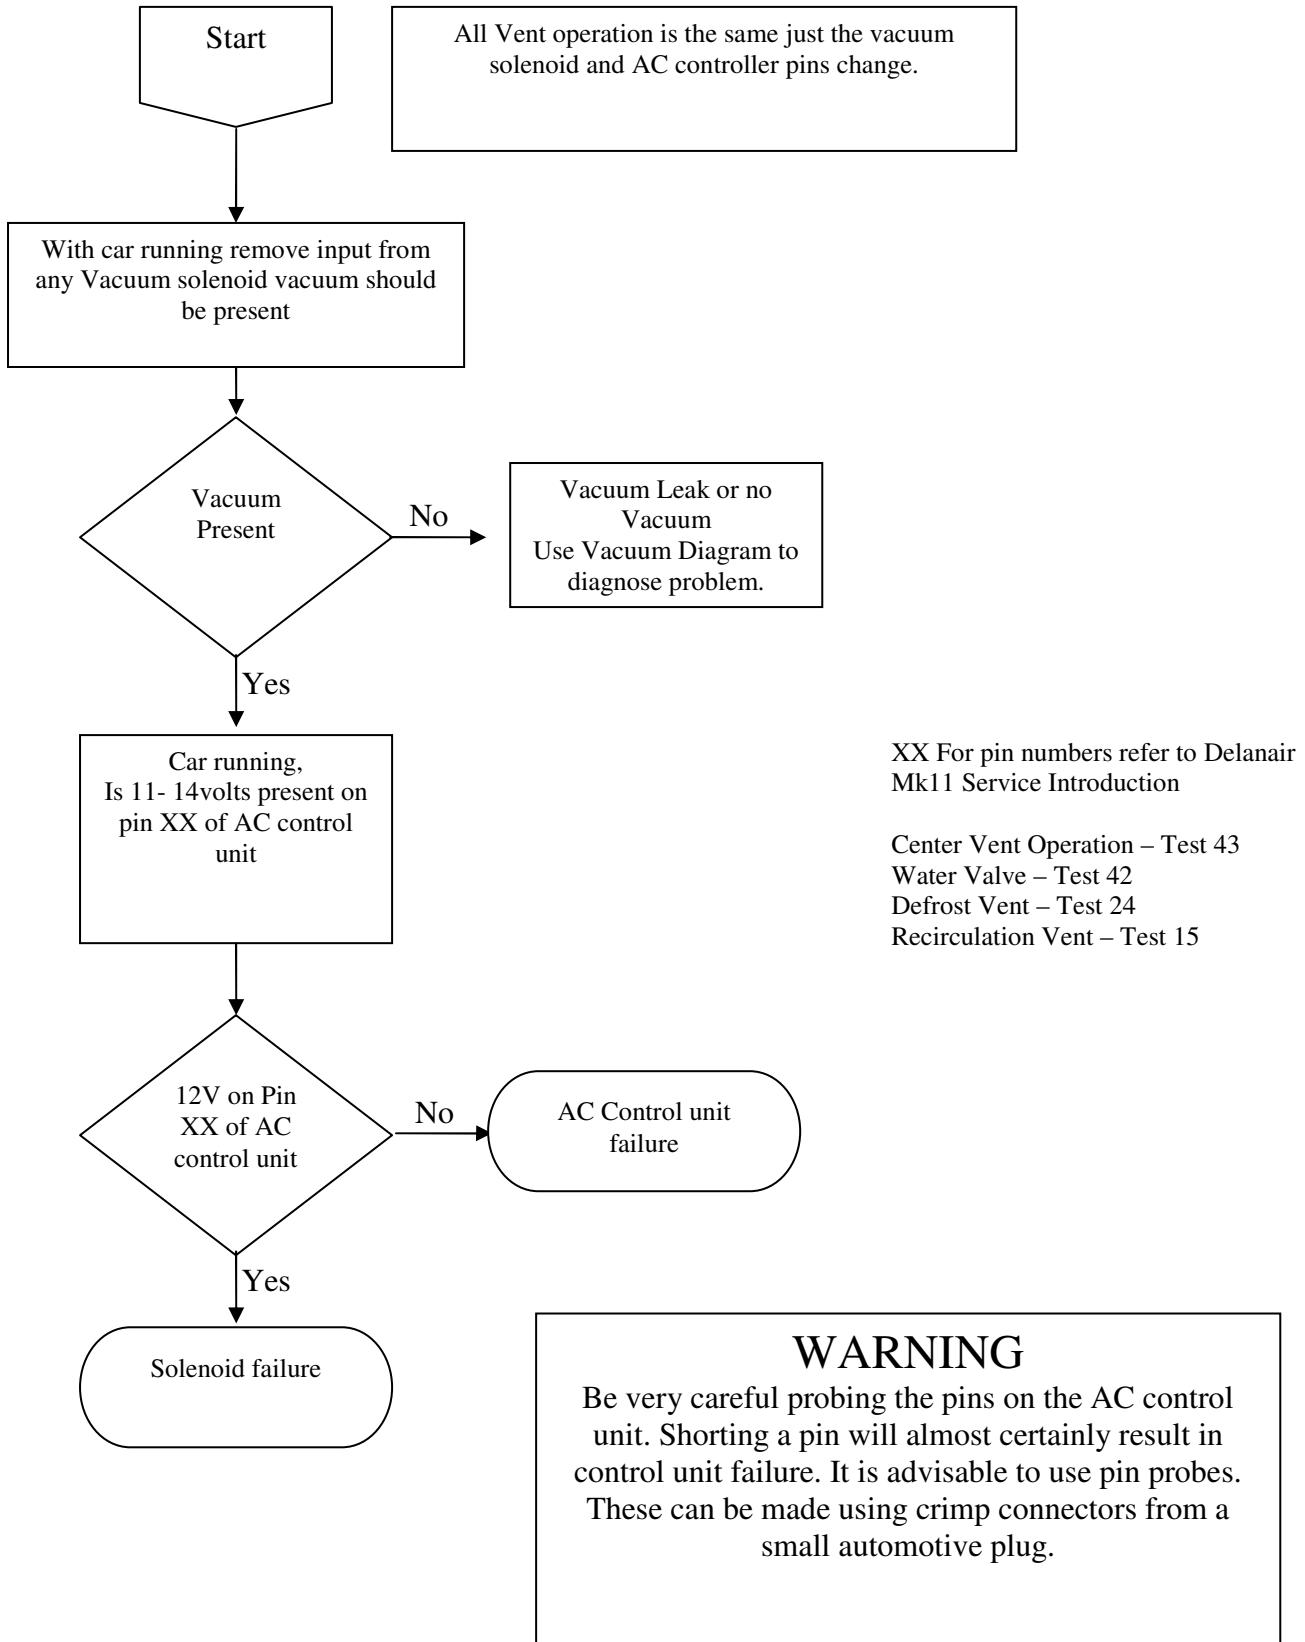 Start
All Vent operation is the same just the vacuum
solenoid and AC controller pins change.
With car running remove input from
any Vacuum solenoid vacuum should
be present
Vacuum
Present
No
Vacuum Leak or no
Vacuum
Use Vacuum Diagram to
diagnose problem.
Yes
Car running,
Is 11- 14volts present on
pin XX of AC control
unit
XX For pin numbers refer to Delanair
Mk11 Service Introduction
Center Vent Operation – Test 43
Water Valve – Test 42
Defrost Vent – Test 24
Recirculation Vent – Test 15
12V on Pin
XX of AC
control unit
No
AC Control unit
failure
Yes
Solenoid failure
WARNING
Be very careful probing the pins on the AC control
unit. Shorting a pin will almost certainly result in
control unit failure. It is advisable to use pin probes.
These can be made using crimp connectors from a
small automotive plug.